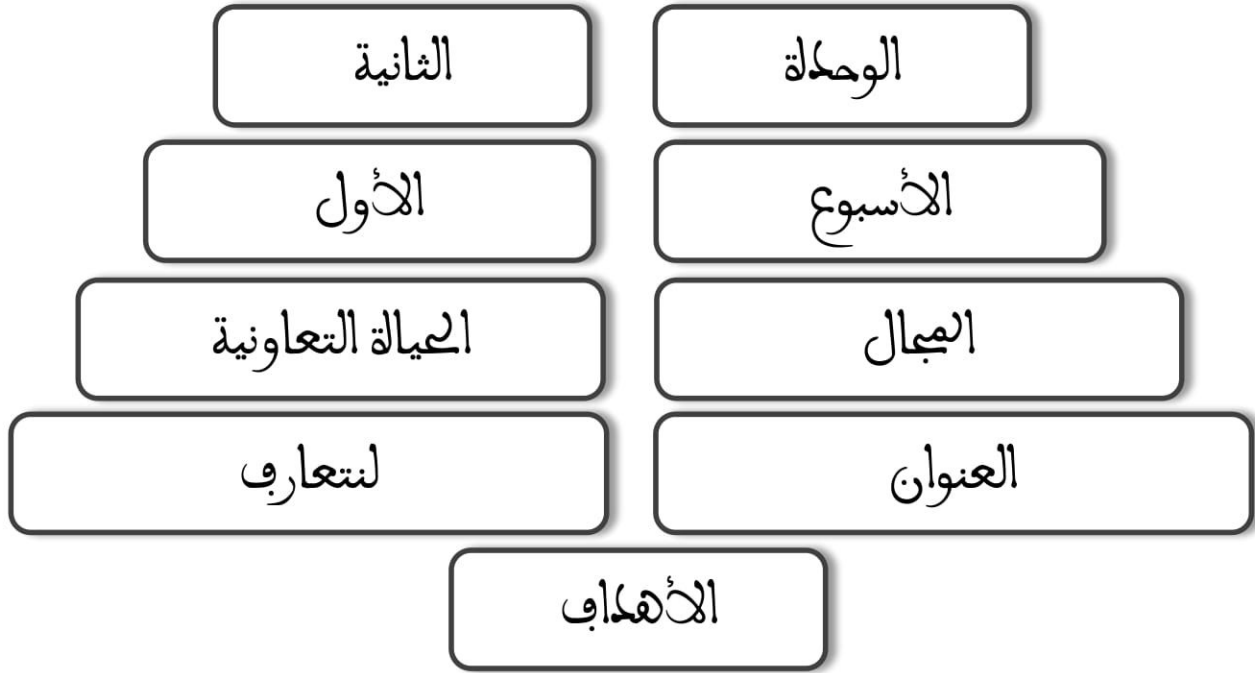 الوحدة الثانية
الأسبوع الأول
المجال الحياة التعاونية
العنوان لنتعارف
الأهداف